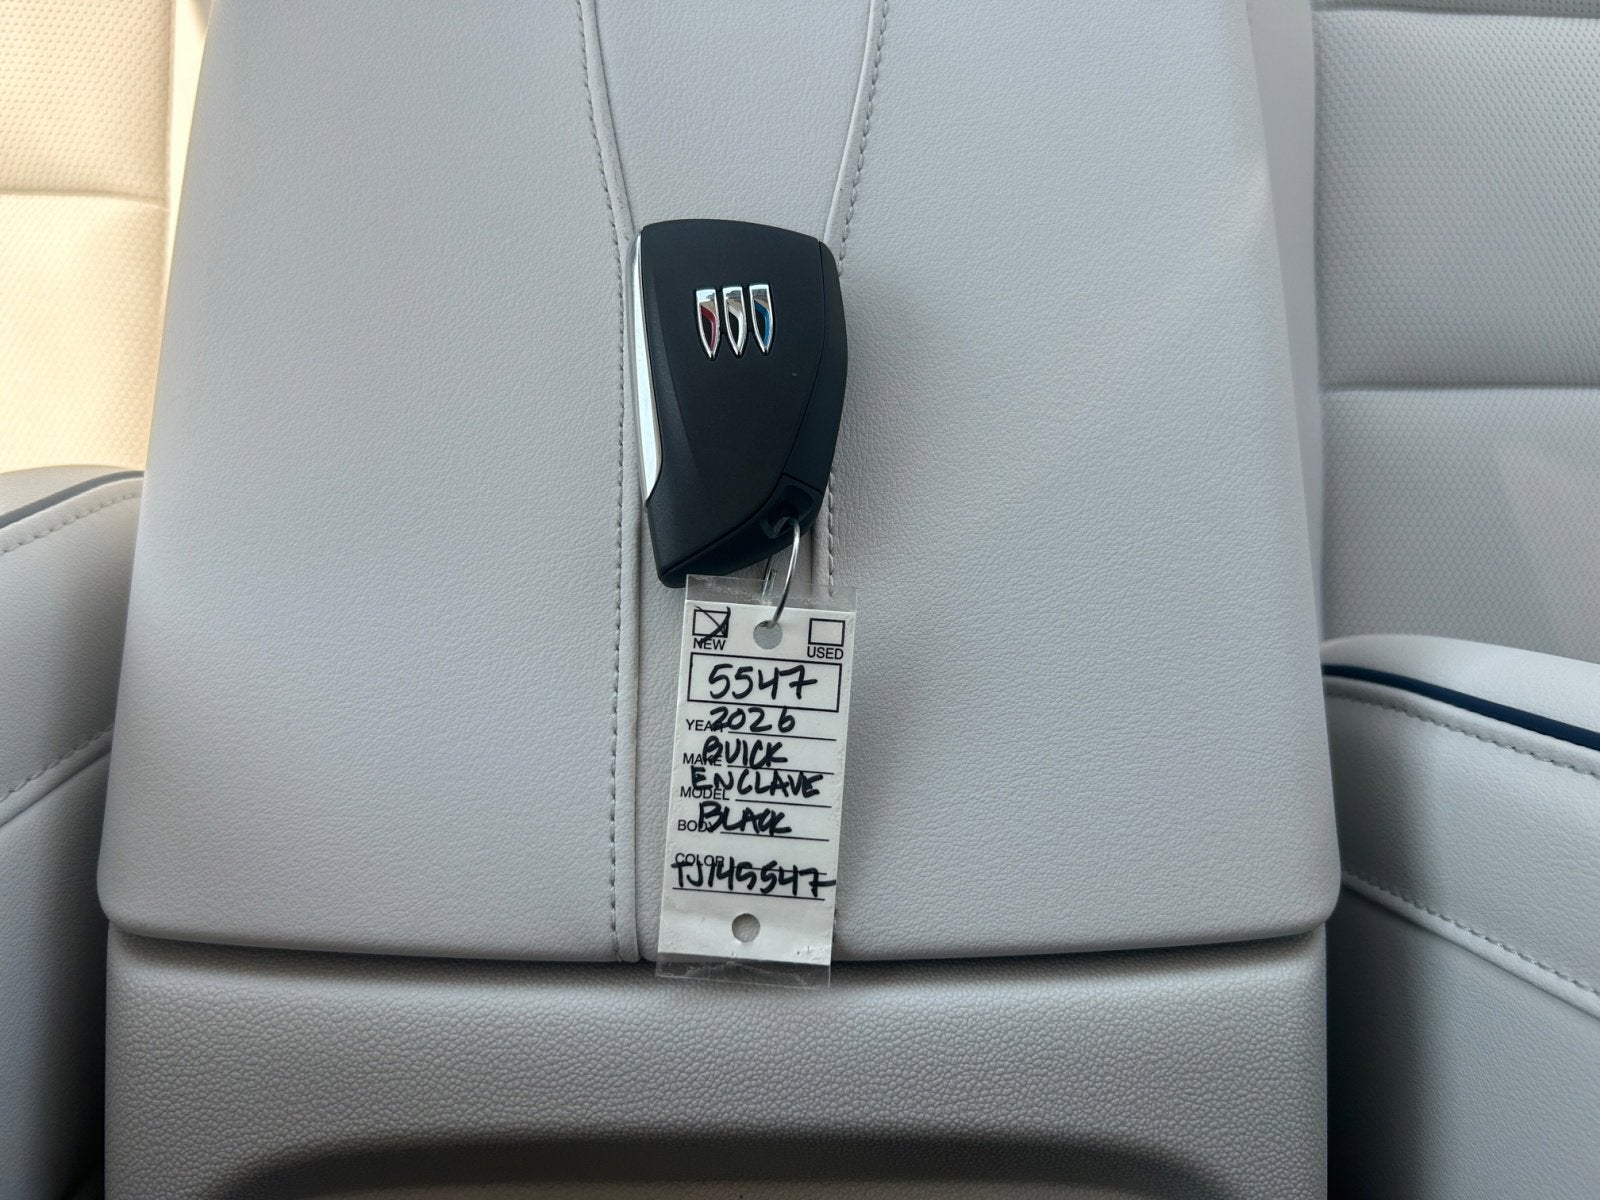 NEW USED
5547
YEAR 2026
MAKE BUICK
MODEL ENCLAVE
BODY BLACK
COLOR
TJ145547